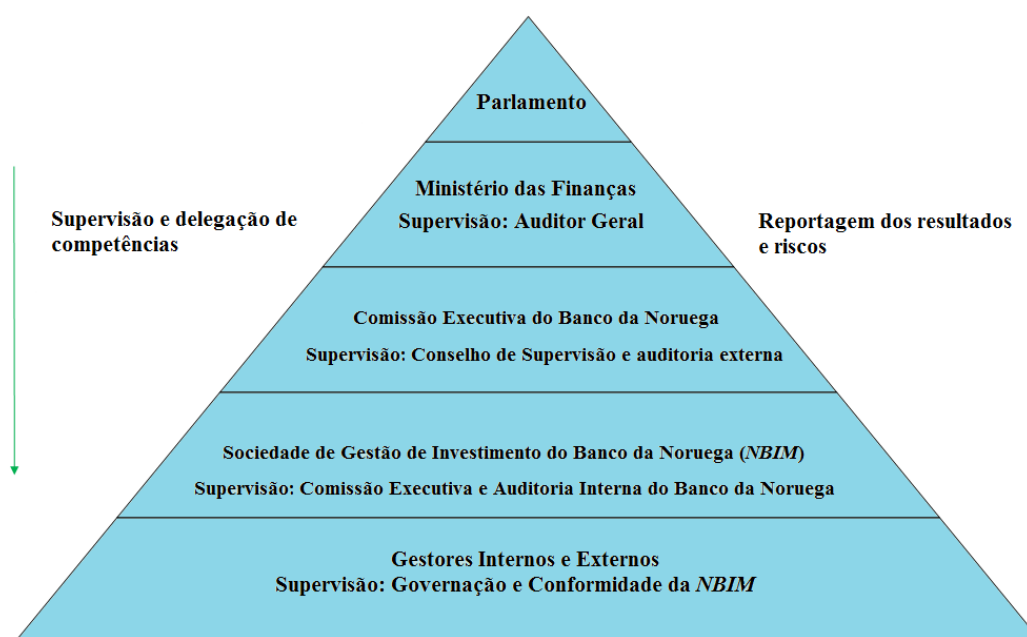 Parlamento
Ministério das Finanças
Supervisão: Auditor Geral
Supervisão e delegação de
competências
Reportagem dos resultados
e riscos
Comissão Executiva do Banco da Noruega
Supervisão: Conselho de Supervisão e auditoria externa
Sociedade de Gestão de Investimento do Banco da Noruega (NBIM)
Supervisão: Comissão Executiva e Auditoria Interna do Banco da Noruega
Gestores Internos e Externos
Supervisão: Governação e Conformidade da NBIM